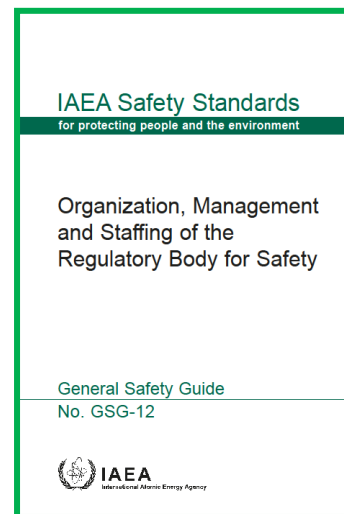 IAEA Safety Standards
for protecting people and the environment
Organization, Management
and Staffing of the
Regulatory Body for Safety
General Safety Guide
No. GSG-12
IAEA
International Atomic Energy Agency